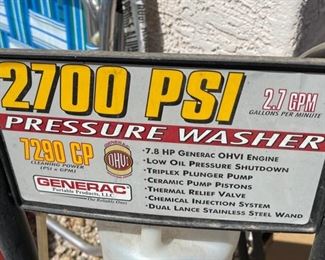 2700 PSI
2.7 GPM
GALLONS PER MINUTE
PRESSURE WASHER
7290 CP
CLEANING POWER
(PSI x GPM)
GENERAC
OHVI
GENERAC
Portable Products, LLC
•7.8 HP GENERAC OHVI ENGINE
•LOW OIL PRESSURE SHUTDOWN
•TRIPLEX PLUNGER PUMP
•CERAMIC PUMP PISTONS
•THERMAL RELIEF VALVE
•CHEMICAL INJECTION SYSTEM
•DUAL LANCE STAINLESS STEEL WAND